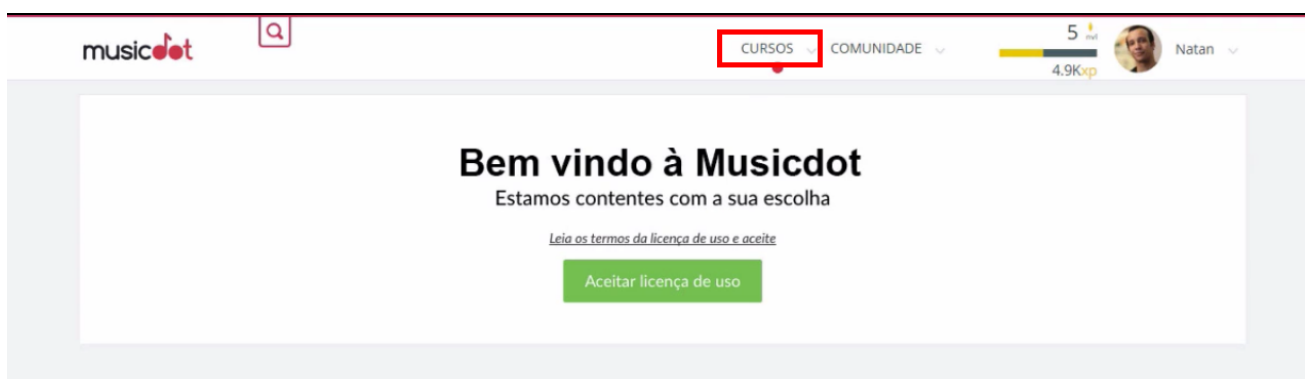 musicdot
CURSOS
COMUNIDADE
5 nvl
4.9Kxp
Natan
Bem vindo à Musicdot
Estamos contentes com a sua escolha
Leia os termos da licença de uso e aceite
Aceitar licença de uso